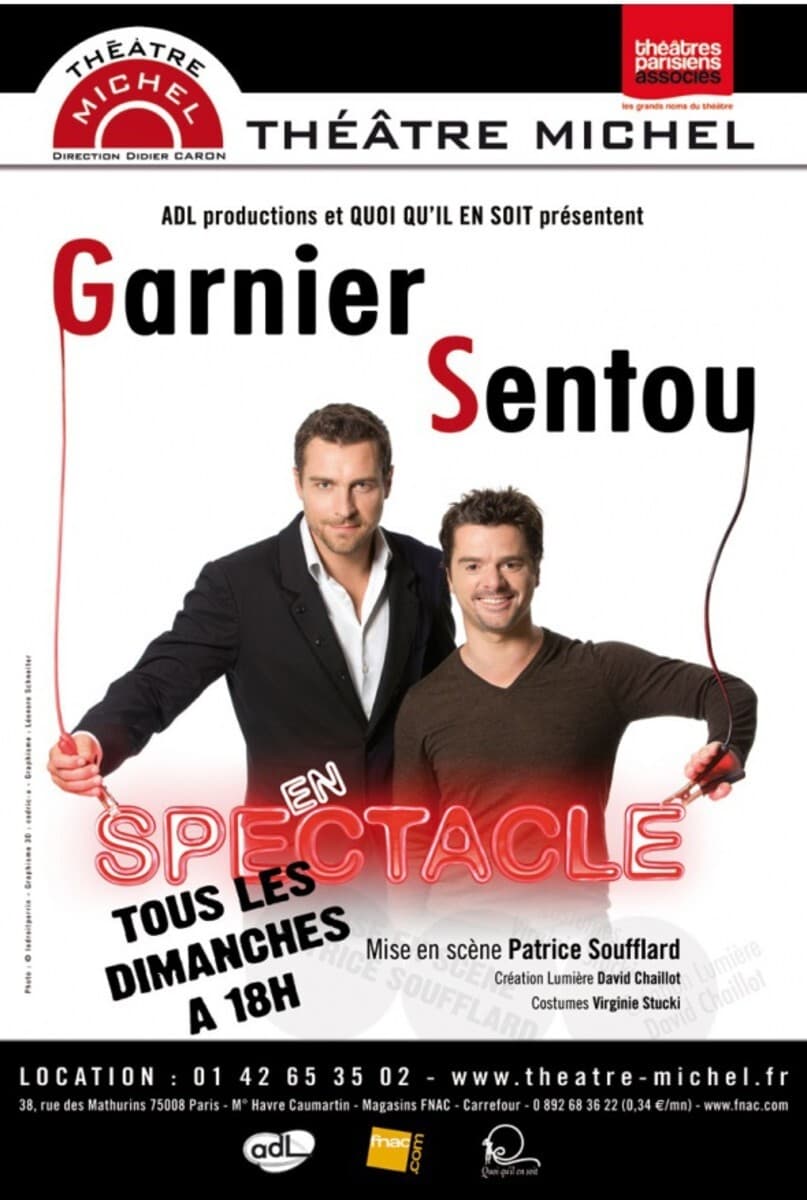 THÉÂTRE
MICHEL
DIRECTION DIDIER CARON
théâtres
parisiens
associés
les grands noms du théâtre
THÉÂTRE MICHEL
ADL productions et QUOI QU'IL EN SOIT présentent
Garnier
Sentou
EN
SPECTACLE
TOUS LES
DIMANCHES
A 18H
Mise en scène Patrice Soufflard
Création Lumière David Chaillot
Costumes Virginie Stucki
LOCATION : 01 42 65 35 02 - www.theatre-michel.fr
38, rue des Mathurins 75008 Paris - M° Havre Caumartin - Magasins FNAC - Carrefour - 0 892 68 36 22 (0,34 €/mn) - www.fnac.com
adL
fnac.com
Quoi qu'il en soit